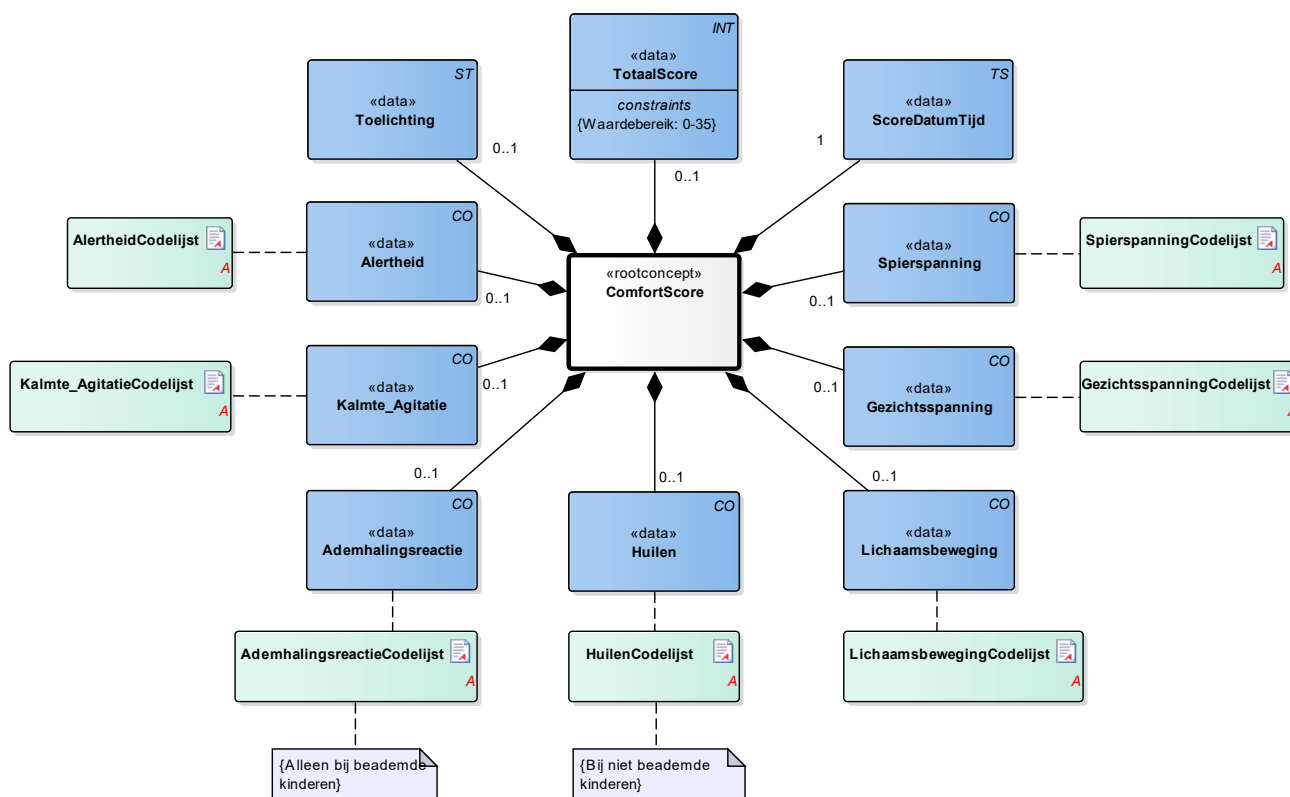 INT
«data»
TotaalScore
constraints
{Waardebereik: 0-35}
0..1
ST
«data»
Toelichting
0..1
TS
«data»
ScoreDatumTijd
1
AlertheidCodelijst
A
CO
«data»
Alertheid
0..1
«rootconcept»
ComfortScore
CO
«data»
Spierspanning
0..1
SpierspanningCodelijst
A
Kalmte_AgitatieCodelijst
A
CO
«data»
Kalmte_Agitatie
0..1
CO
«data»
Gezichtsspanning
0..1
GezichtsspanningCodelijst
A
0..1
CO
«data»
Ademhalingsreactie
0..1
CO
«data»
Huilen
0..1
CO
«data»
Lichaamsbeweging
AdemhalingsreactieCodelijst
A
HuilenCodelijst
A
LichaamsbewegingCodelijst
A
{Alleen bij beademde
kinderen}
{Bij niet beademde
kinderen}